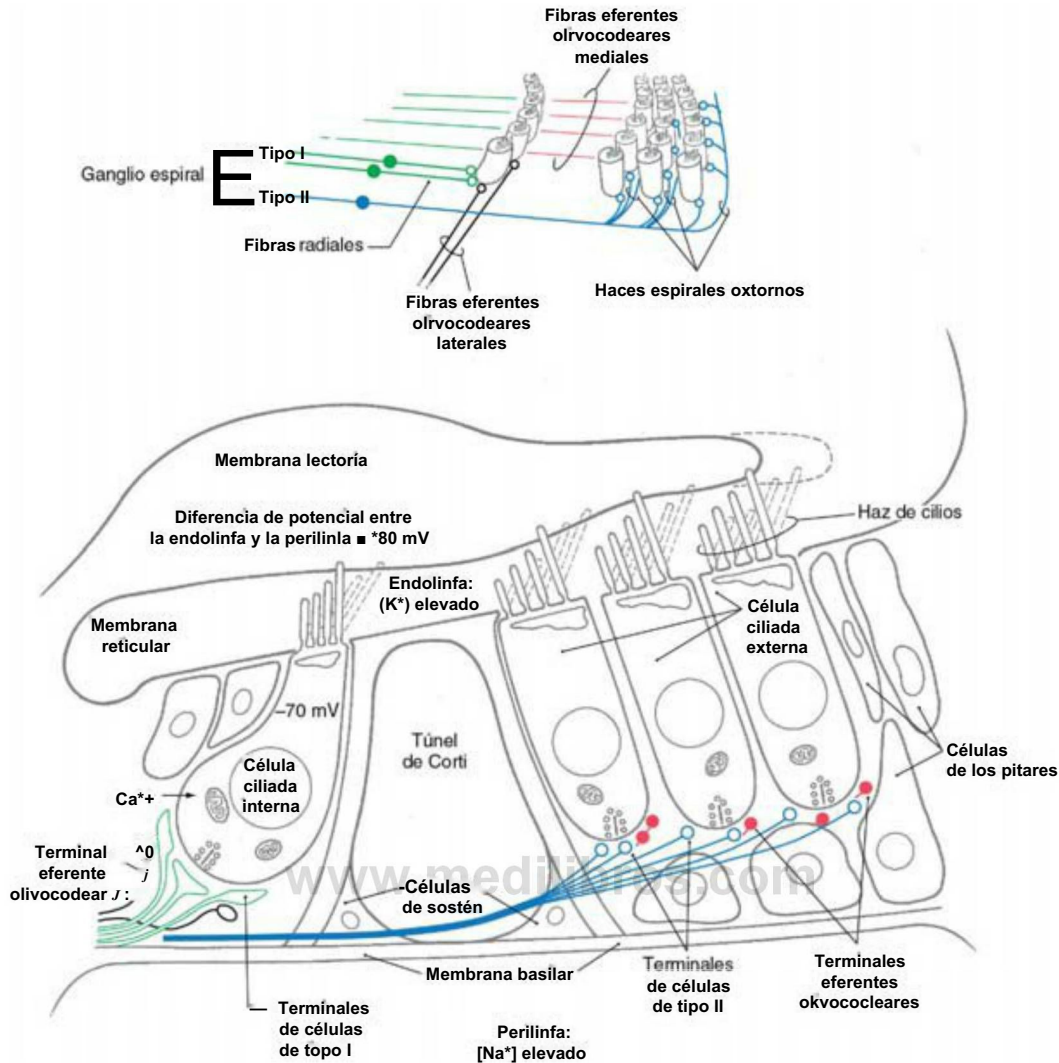 Fibras eferentes
olrvocodeares
mediales
Tipo I
Ganglio espiral
Tipo II
Fibras radiales
Haces espirales oxtornos
Fibras eferentes
olrvocodeares
laterales
Membrana lectoría
Diferencia de potencial entre
la endolinfa y la perilinla ■ *80 mV
Haz de cilios
Endolinfa:
(K*) elevado
Membrana
reticular
Célula
ciliada
externa
–70 mV
Túnel
de Corti
Célula
ciliada
interna
Células
de los pitares
Ca*+
^0
j
Terminal
eferente
olivocodear J :
www.medilibros.com
-Células
de sostén
Membrana basilar
Terminales
de células
de tipo II
Terminales
eferentes
okvococleares
Terminales
de células
de topo I
Perilinfa:
[Na*] elevado